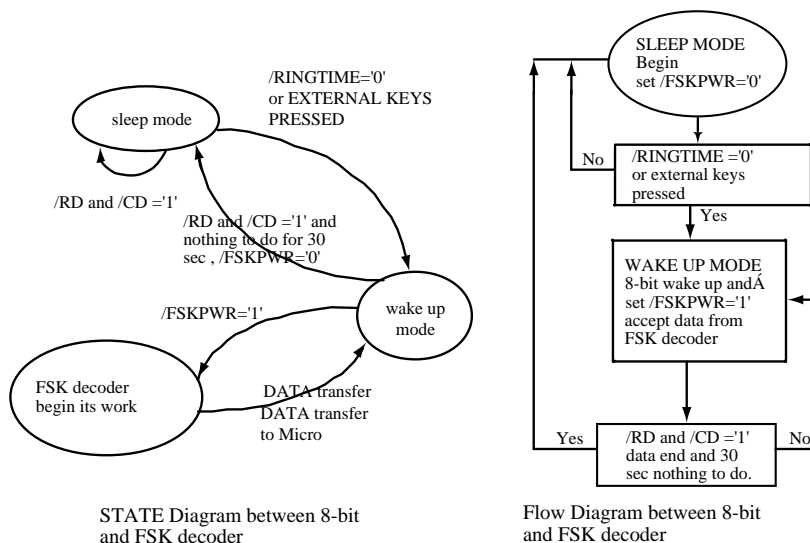 /RINGTIME='0'
or EXTERNAL KEYS
PRESSED
sleep mode
/RD and /CD ='1'
/RD and /CD ='1' and
nothing to do for 30
sec , /FSKPWR='0'
wake up
mode
/FSKPWR='1'
FSK decoder
begin its work
DATA transfer
DATA transfer
to Micro
STATE Diagram between 8-bit
and FSK decoder
SLEEP MODE
Begin
set /FSKPWR='0'
No
/RINGTIME ='0'
or external keys
pressed
Yes
WAKE UP MODE
8-bit wake up andÁ
set /FSKPWR='1'
accept data from
FSK decoder
Yes
/RD and /CD ='1'
data end and 30
sec nothing to do.
No
Flow Diagram between 8-bit
and FSK decoder